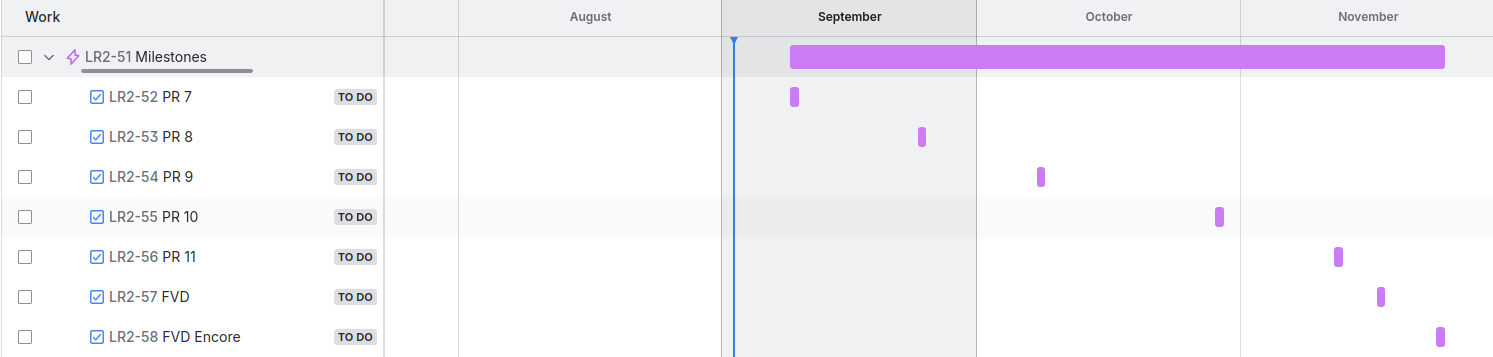 Work August September October November
LR2-51 Milestones
LR2-52 PR 7 TO DO
LR2-53 PR 8 TO DO
LR2-54 PR 9 TO DO
LR2-55 PR 10 TO DO
LR2-56 PR 11 TO DO
LR2-57 FVD TO DO
LR2-58 FVD Encore TO DO